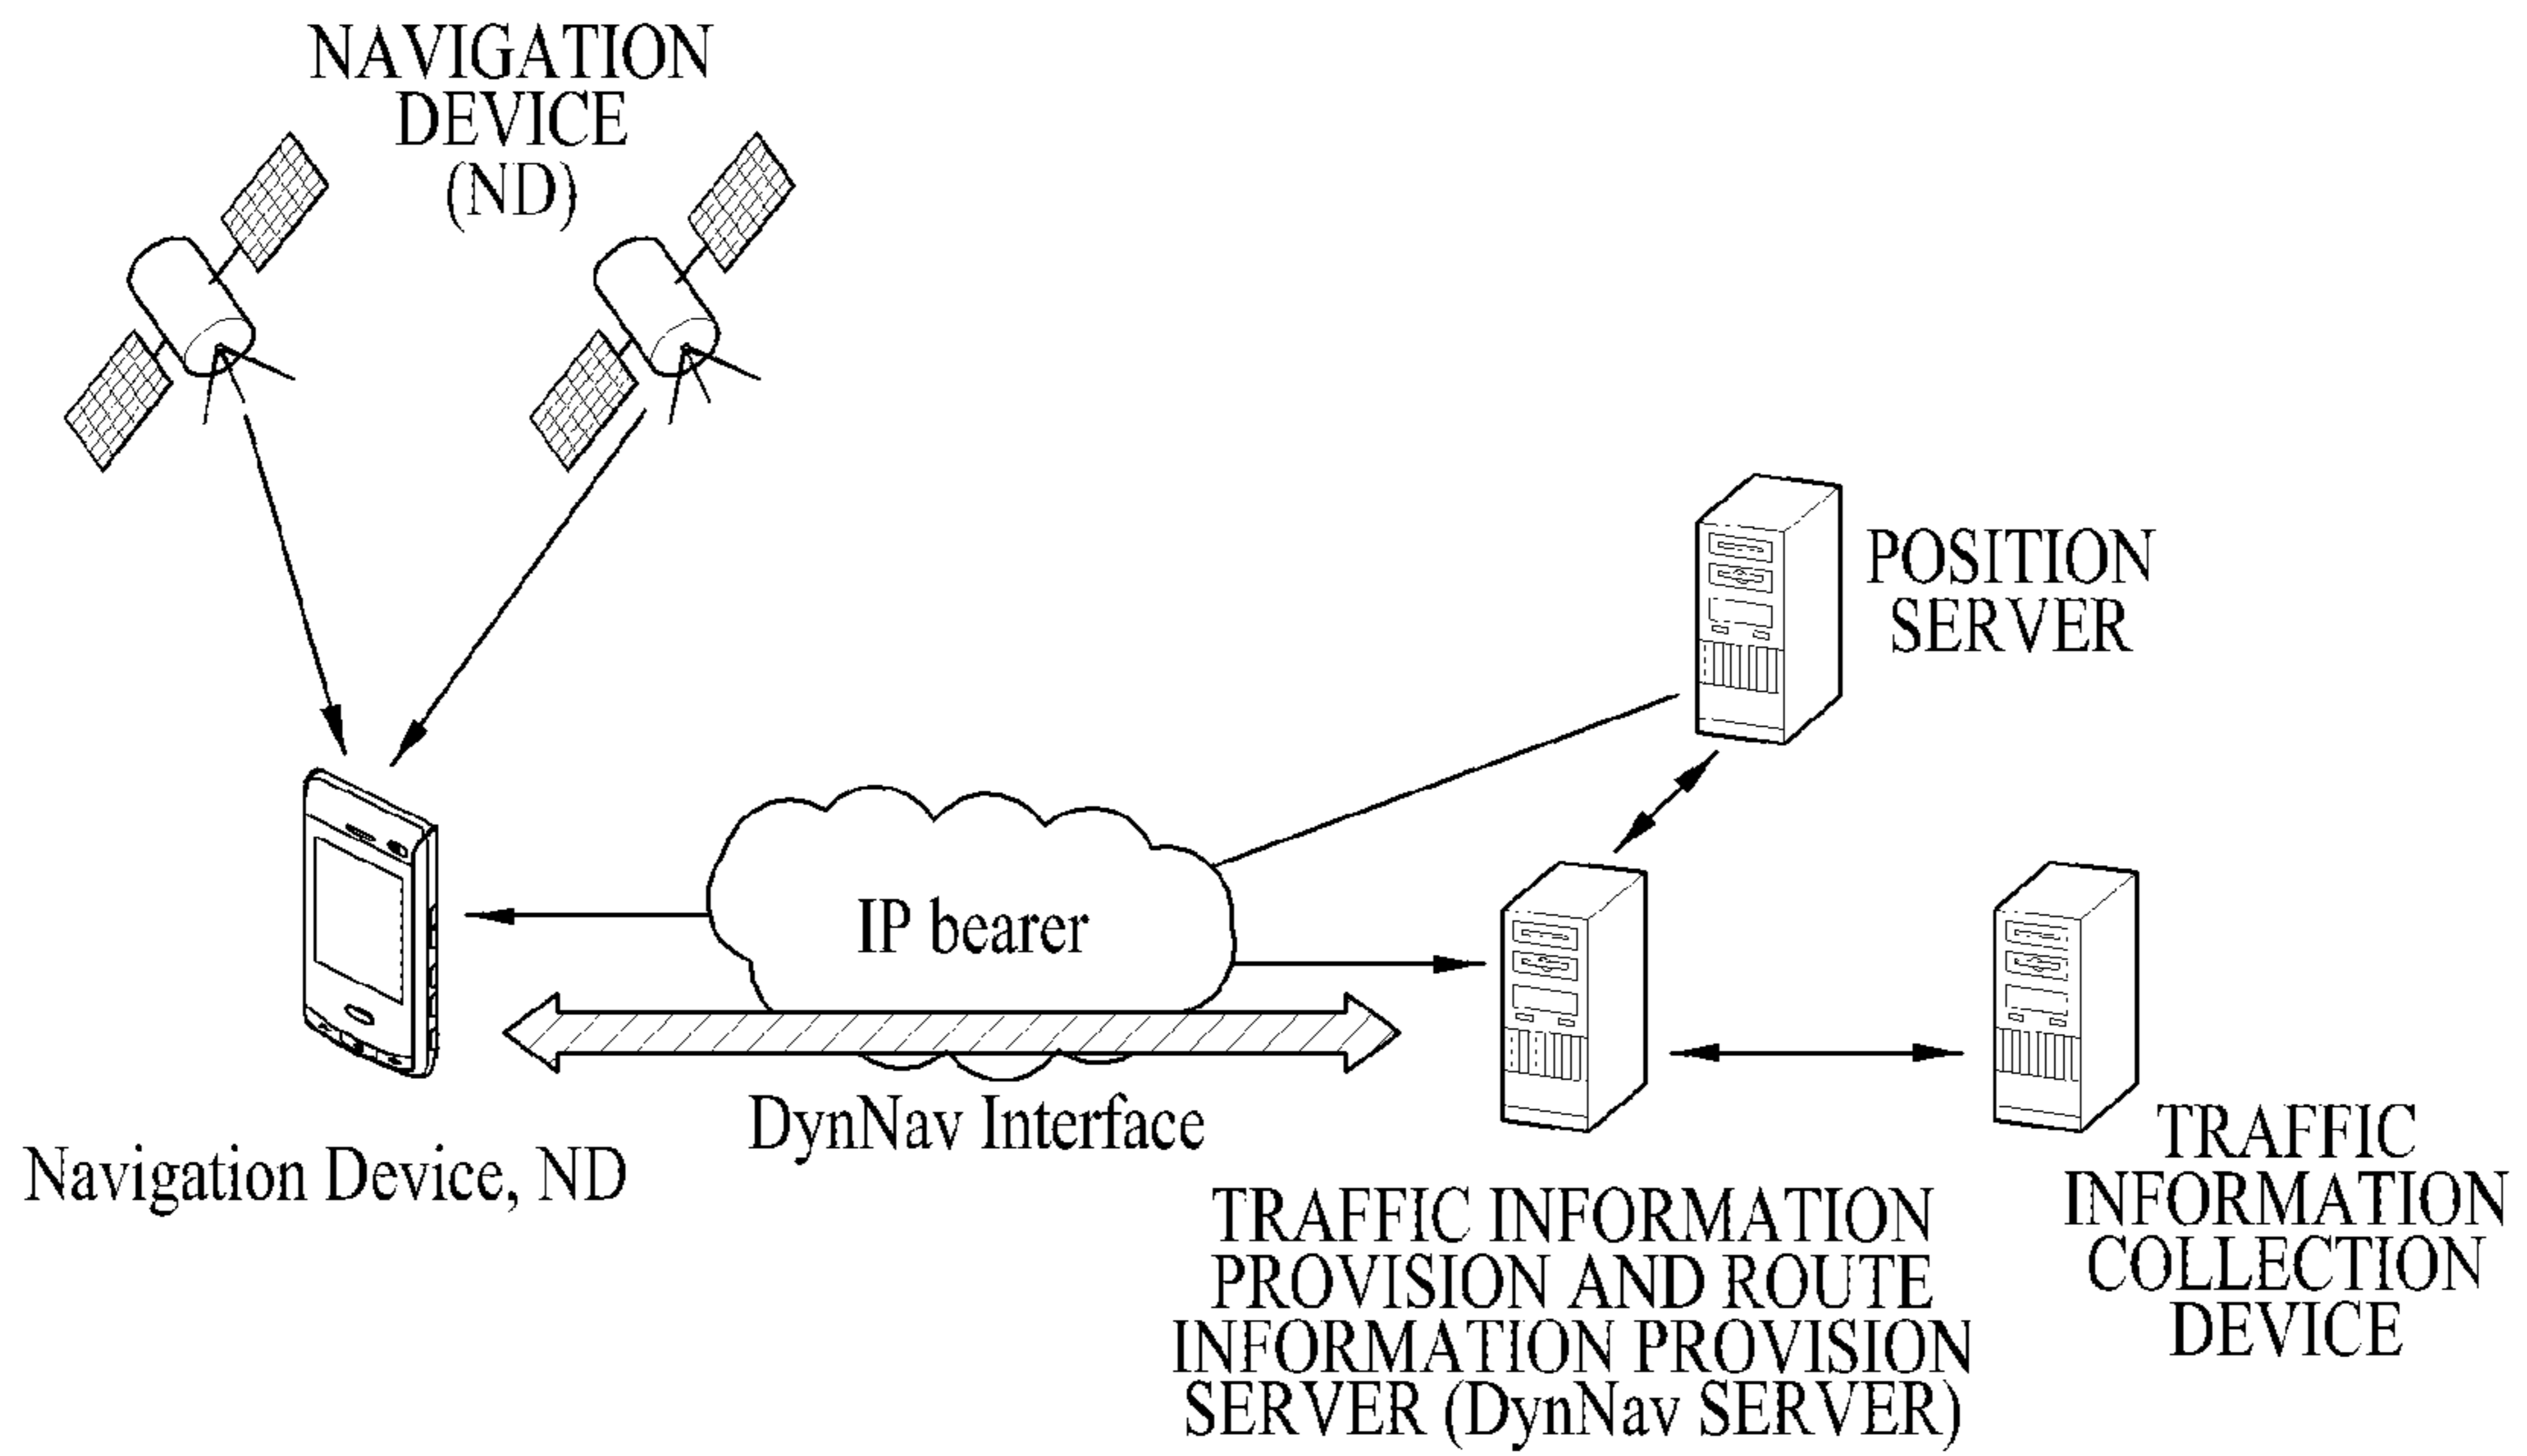 NAVIGATION
DEVICE
(ND)
POSITION
SERVER
IP bearer
DynNav Interface
Navigation Device, ND
TRAFFIC INFORMATION
PROVISION AND ROUTE
INFORMATION PROVISION
SERVER (DynNav SERVER)
TRAFFIC
INFORMATION
COLLECTION
DEVICE